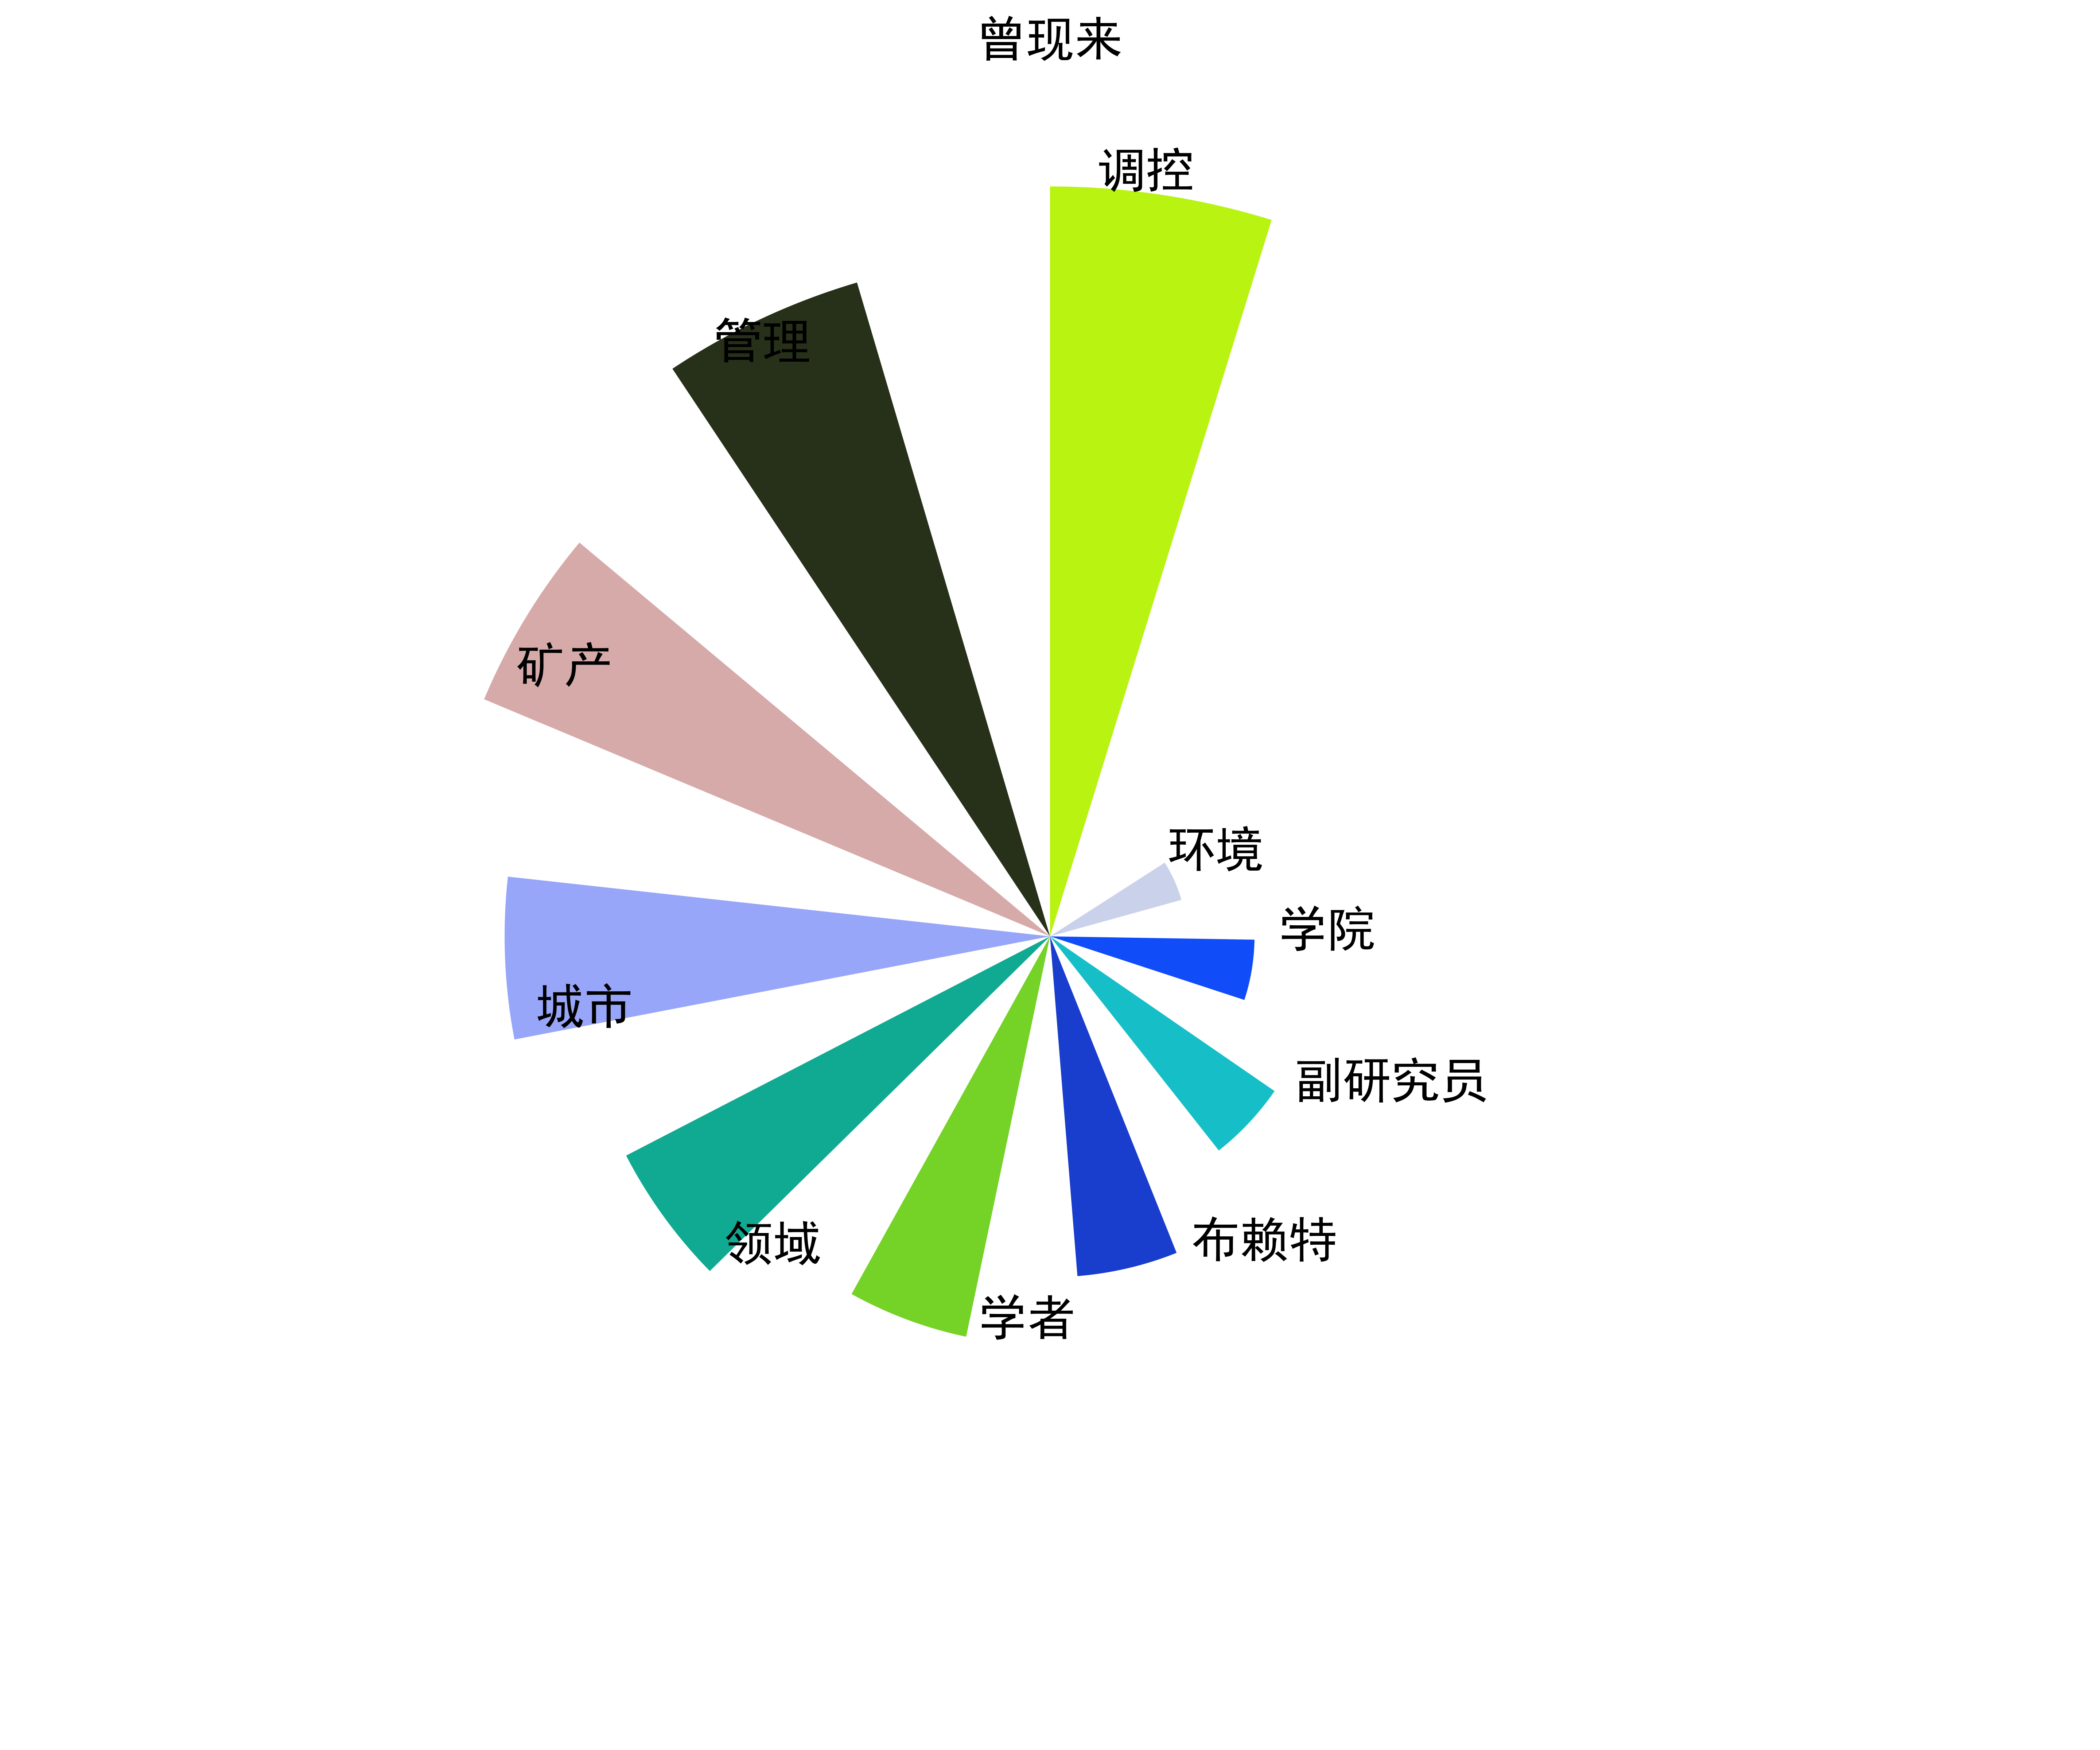 曾现来
调控
管理
矿产
环境
学院
城市
副研究员
布赖特
领域
学者